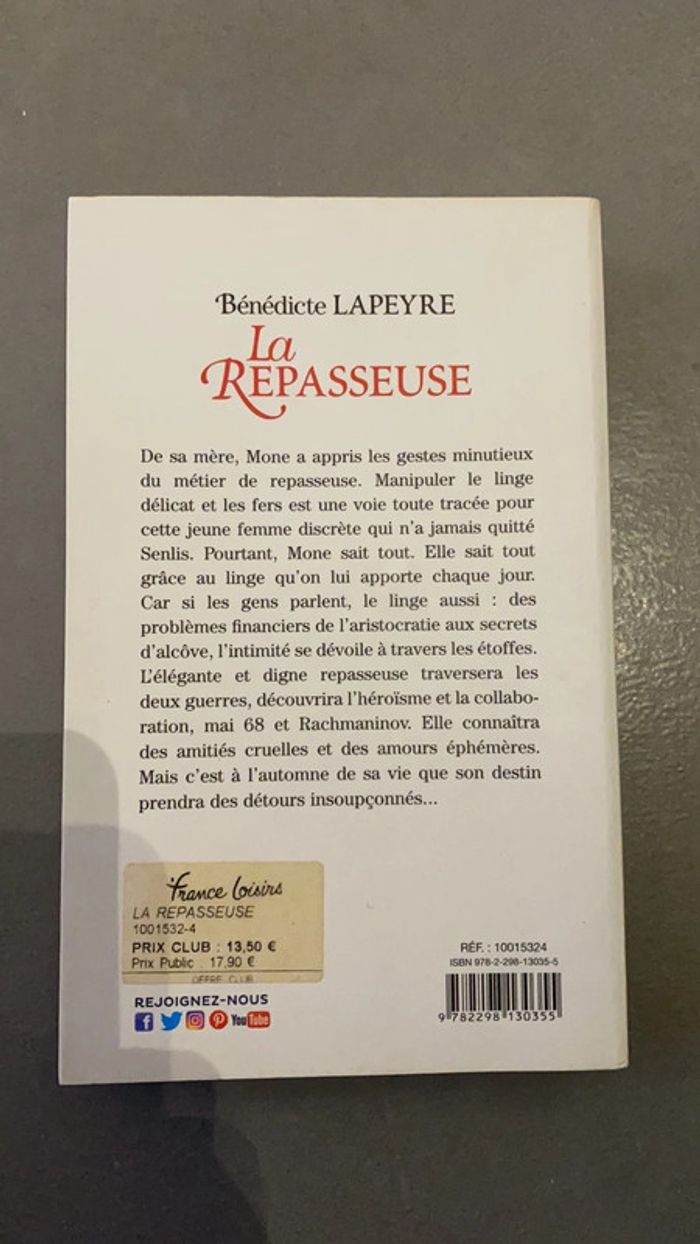 Bénédicte LAPEYRE
La
REPASSEUSE
De sa mère, Mone a appris les gestes minutieux
du métier de repasseuse. Manipuler le linge
délicat et les fers est une voie toute tracée pour
cette jeune femme discrète qui n'a jamais quitté
Senlis. Pourtant, Mone sait tout. Elle sait tout
grâce au linge qu'on lui apporte chaque jour.
Car si les gens parlent, le linge aussi : des
problèmes financiers de l'aristocratie aux secrets
d'alcôve, l'intimité se dévoile à travers les étoffes.
L'élégante et digne repasseuse traversera les
deux guerres, découvrira l'héroïsme et la collabo-
ration, mai 68 et Rachmaninov. Elle connaîtra
des amitiés cruelles et des amours éphémères.
Mais c'est à l'automne de sa vie que son destin
prendra des détours insoupçonnés...
France Loisirs
LA REPASSEUSE
1001532-4
PRIX CLUB : 13,50 €
Prix Public : 17,90 €
OFFRE CLUB
REJOIGNEZ-NOUS
YouTube
RÉF. : 10015324
ISBN 978-2-298-13035-5
9 782298 130355